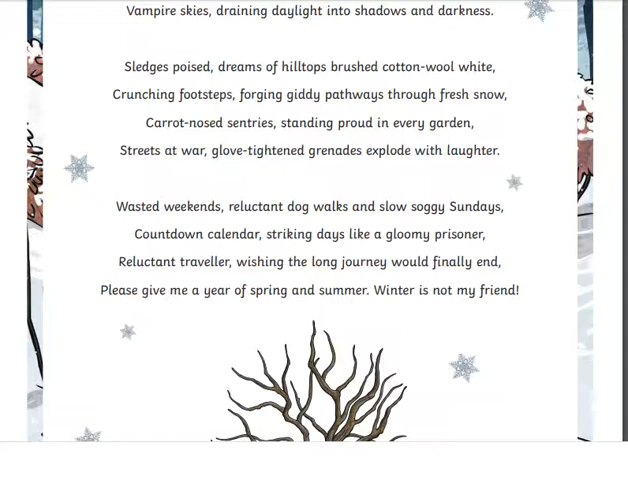 Vampire skies, draining daylight into shadows and darkness.
Sledges poised, dreams of hilltops brushed cotton-wool white,
Crunching footsteps, forging giddy pathways through fresh snow,
Carrot-nosed sentries, standing proud in every garden,
Streets at war, glove-tightened grenades explode with laughter.
Wasted weekends, reluctant dog walks and slow soggy Sundays,
Countdown calendar, striking days like a gloomy prisoner,
Reluctant traveller, wishing the long journey would finally end,
Please give me a year of spring and summer. Winter is not my friend!